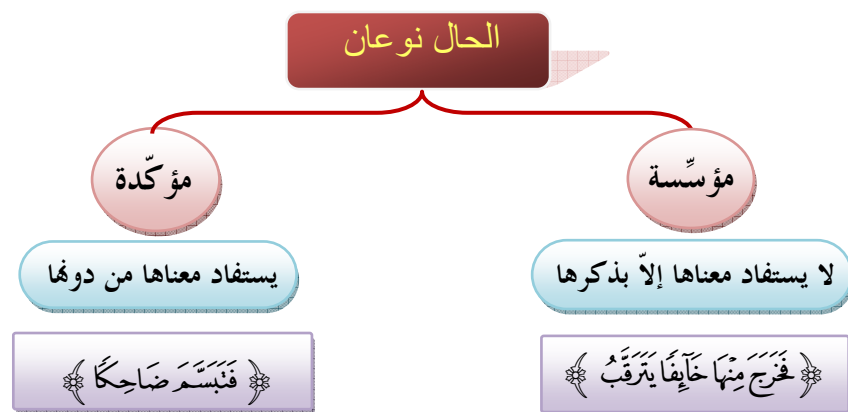 الحال نوعان
مؤسِّسة
مؤكّدة
لا يستفاد معناها إلاّ بذكرها
يستفاد معناها من دونها
﴿ فَخَرَجَ مِنْهَا خَآئِفًا يَتَرَقَّبُ ﴾
﴿ فَتَبَسَّمَ ضَاحِكًا ﴾